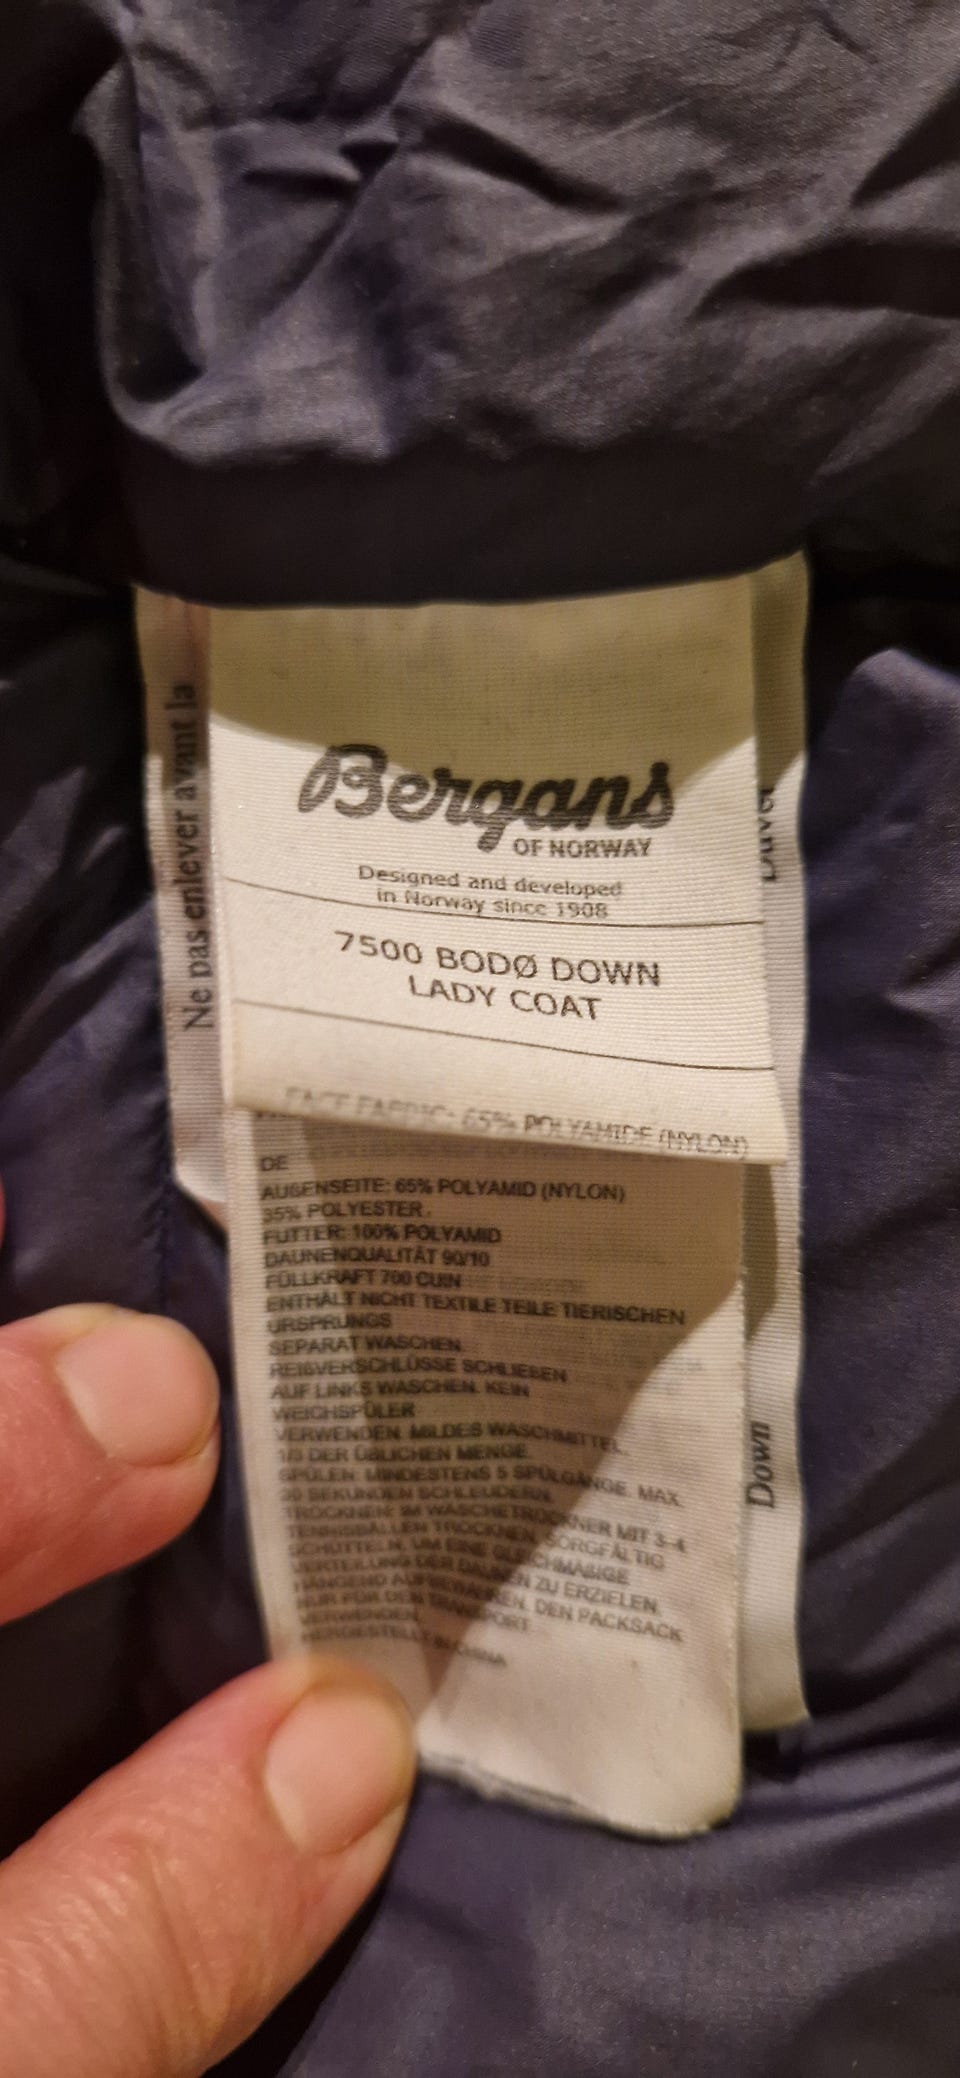 Ne pas enlever avant la
Bergans
OF NORWAY
Designed and developed
in Norway since 1908
7500 BODØ DOWN
LADY COAT
FACE FABRIC: 65% POLYAMIDE (NYLON)
DE
AUßENSEITE: 65% POLYAMID (NYLON)
35% POLYESTER.
FUTTER: 100% POLYAMID
DAUNENQUALITÄT 90/10
FÜLLKRAFT 700 CUIN
ENTHÄLT NICHT TEXTILE TEILE TIERISCHEN
URSPRUNGS
SEPARAT WASCHEN.
REIßVERSCHLÜSSE SCHLIEßEN
AUF LINKS WASCHEN. KEIN
WEICHSPÜLER
VERWENDEN. MILDES WASCHMITTEL.
1/3 DER ÜBLICHEN MENGE.
SPÜLEN: MINDESTENS 5 SPÜLGÄNGE. MAX.
30 SEKUNDEN SCHLEUDERN.
TROCKNEN: IM WÄSCHETROCKNER MIT 3-4
TENNISBÄLLEN TROCKNEN. SORGFÄLTIG
SCHÜTTELN, UM EINE GLEICHMÄßIGE
VERTEILUNG DER DAUNEN ZU ERZIELEN.
HÄNGEND AUFBEWAHREN. DEN PACKSACK
NUR FÜR DEN TRANSPORT
VERWENDEN.
HERGESTELLT IN CHINA
Duvet
Down